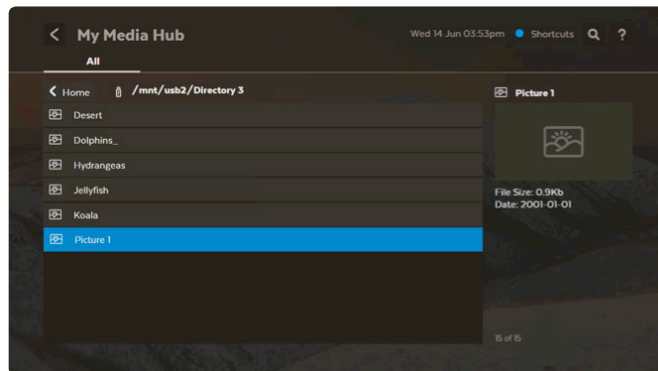 My Media Hub
Wed 14 Jun 03:53pm Shortcuts ?
All
Home /mnt/usb2/Directory 3
Picture 1
Desert
Dolphins_
Hydrangeas
Jellyfish
Koala
Picture 1
File Size: 0.9Kb
Date: 2001-01-01
15 of 15